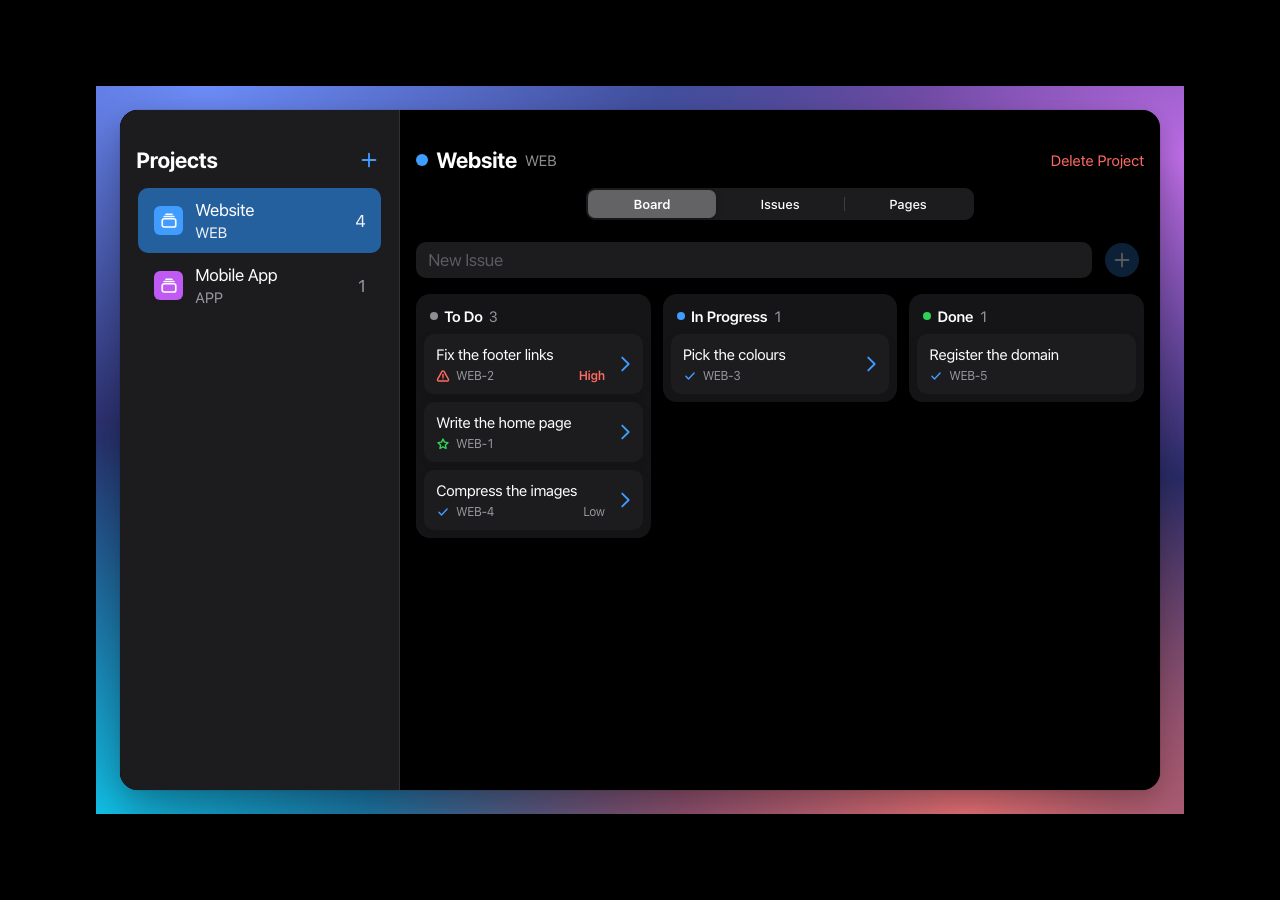 Projects
Website
WEB
4
Mobile App
APP
1
Website WEB
Delete Project
Board
Issues
Pages
New Issue
To Do 3
Fix the footer links
WEB-2
High
Write the home page
WEB-1
Compress the images
WEB-4
Low
In Progress 1
Pick the colours
WEB-3
Done 1
Register the domain
WEB-5